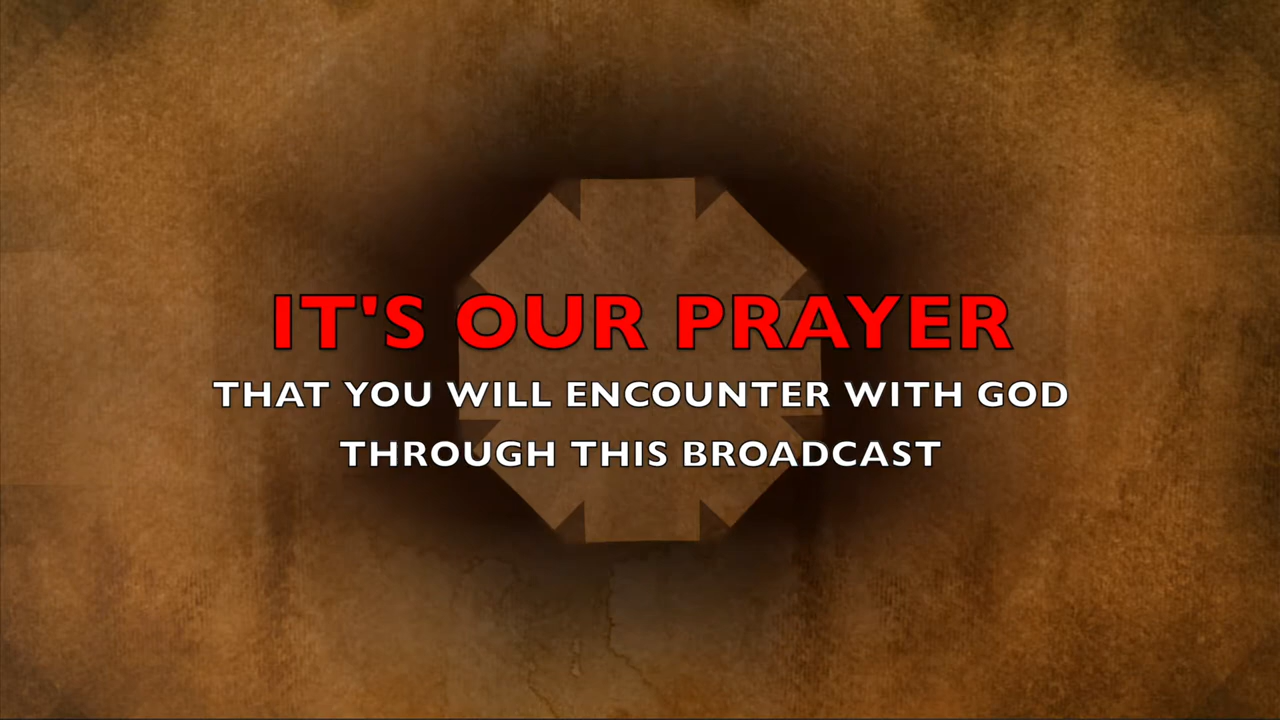 IT'S OUR PRAYER
THAT YOU WILL ENCOUNTER WITH GOD
THROUGH THIS BROADCAST